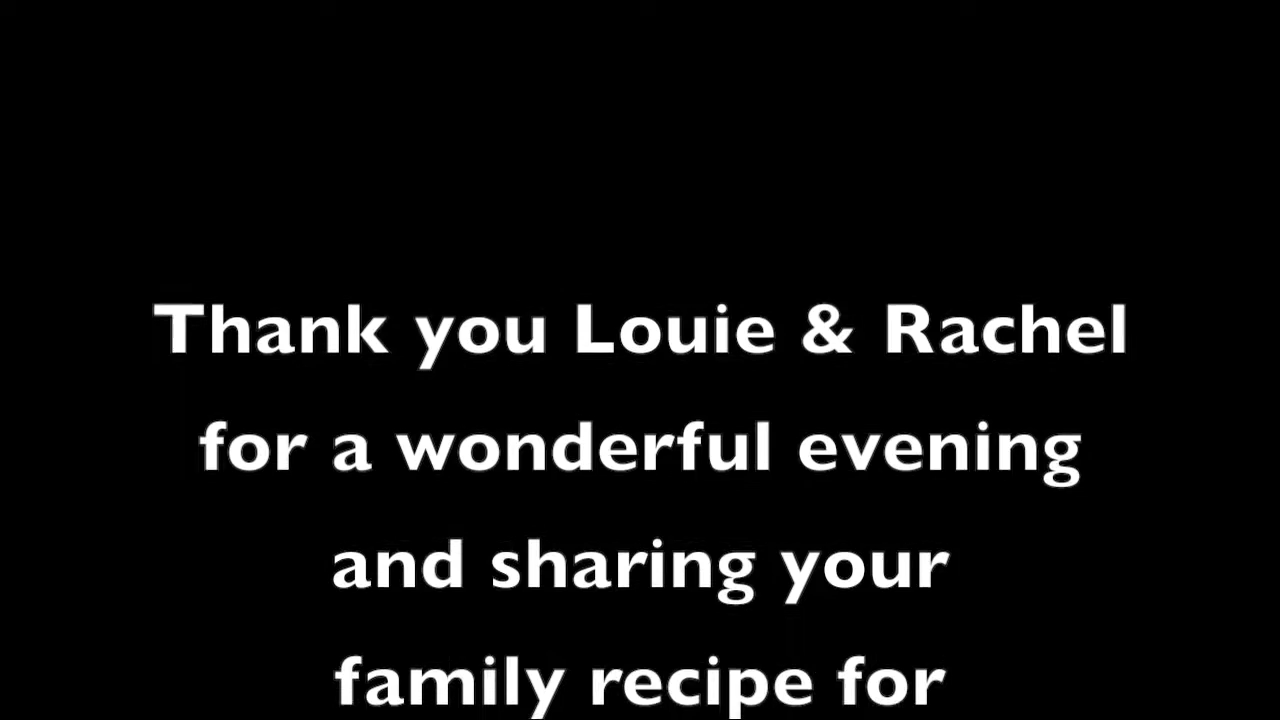 Thank you Louie & Rachel
for a wonderful evening
and sharing your
family recipe for